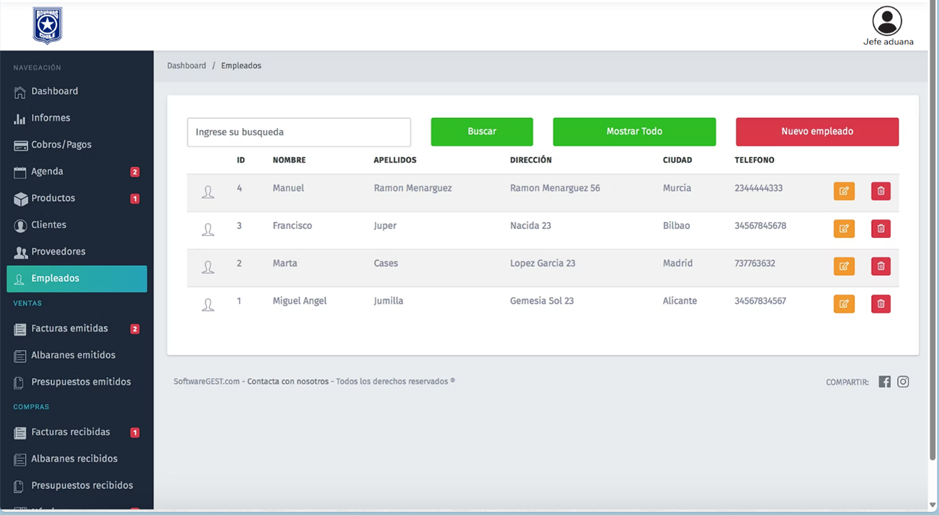 ADUANAS
CHILE
Jefe aduana
NAVEGACIÓN
Dashboard
Informes
Cobros/Pagos
Agenda 2
Productos 1
Clientes
Proveedores
Empleados
VENTAS
Facturas emitidas 2
Albaranes emitidos
Presupuestos emitidos
COMPRAS
Facturas recibidas 1
Albaranes recibidos
Presupuestos recibidos
Dashboard / Empleados
Ingrese su busqueda Buscar Mostrar Todo Nuevo empleado
ID NOMBRE APELLIDOS DIRECCIÓN CIUDAD TELEFONO
4 Manuel Ramon Menarguez Ramon Menarguez 56 Murcia 2344444333
3 Francisco Juper Nacida 23 Bilbao 34567845678
2 Marta Cases Lopez Garcia 23 Madrid 737763632
1 Miguel Angel Jumilla Gemesia Sol 23 Alicante 34567834567
SoftwareGEST.com - Contacta con nosotros - Todos los derechos reservados ® COMPARTIR: